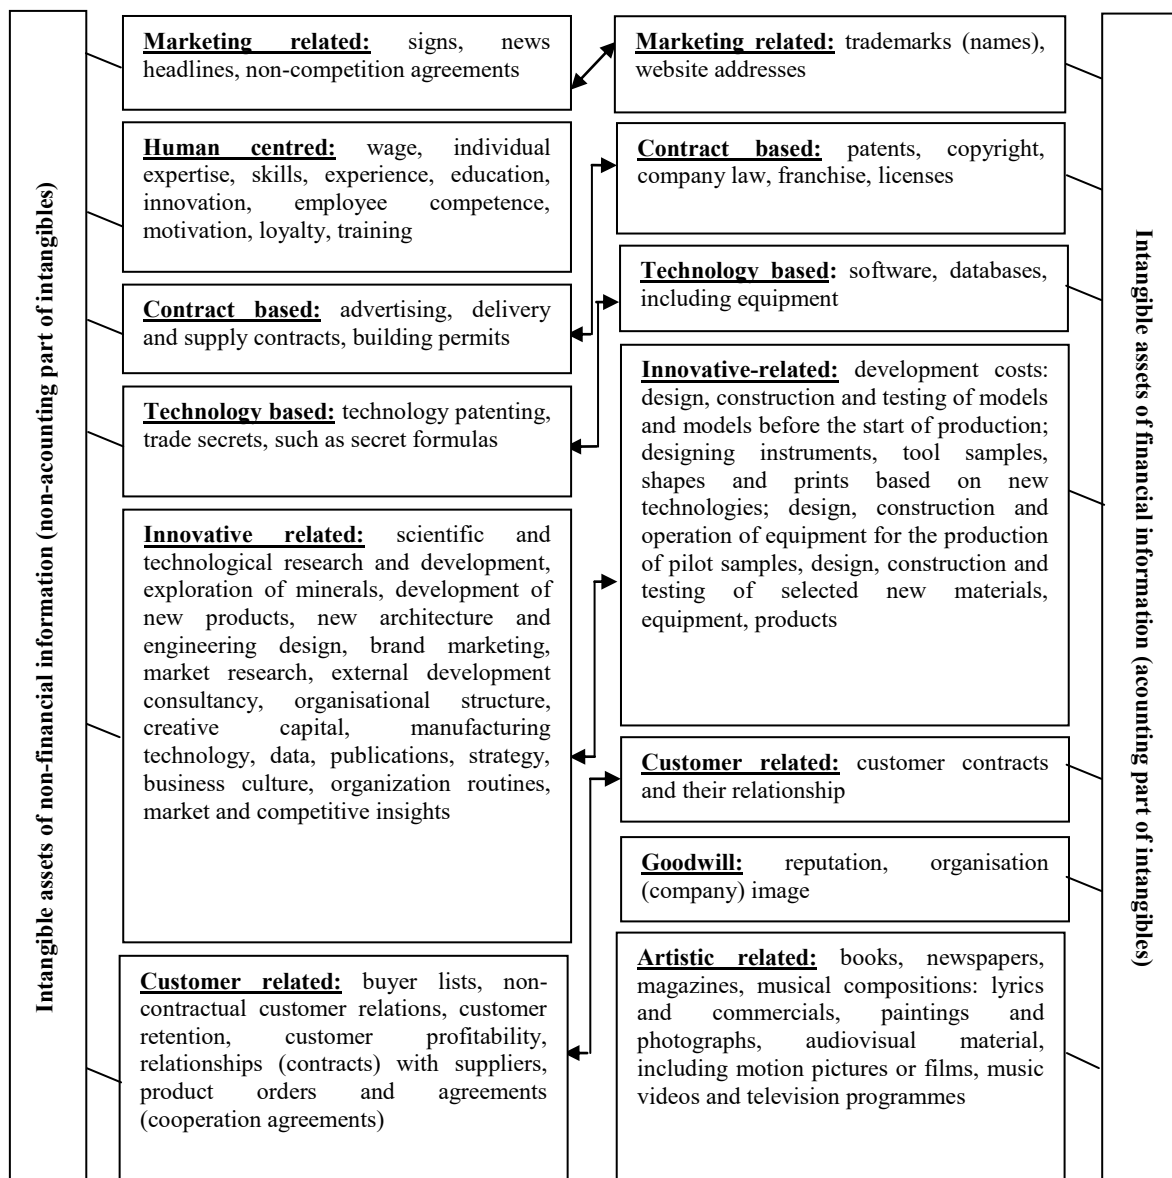 Intangible assets of non-financial information (non-acounting part of intangibles)
Marketing related: signs, news
headlines, non-competition agreements
Human centred: wage, individual
expertise, skills, experience, education,
innovation, employee competence,
motivation, loyalty, training
Contract based: advertising, delivery
and supply contracts, building permits
Technology based: technology patenting,
trade secrets, such as secret formulas
Innovative related: scientific and
technological research and development,
exploration of minerals, development of
new products, new architecture and
engineering design, brand marketing,
market research, external development
consultancy, organisational structure,
creative capital, manufacturing
technology, data, publications, strategy,
business culture, organization routines,
market and competitive insights
Customer related: buyer lists, non-
contractual customer relations, customer
retention, customer profitability,
relationships (contracts) with suppliers,
product orders and agreements
(cooperation agreements)
Marketing related: trademarks (names),
website addresses
Contract based: patents, copyright,
company law, franchise, licenses
Technology based: software, databases,
including equipment
Innovative-related: development costs:
design, construction and testing of models
and models before the start of production;
designing instruments, tool samples,
shapes and prints based on new
technologies; design, construction and
operation of equipment for the production
of pilot samples, design, construction and
testing of selected new materials,
equipment, products
Customer related: customer contracts
and their relationship
Goodwill: reputation, organisation
(company) image
Artistic related: books, newspapers,
magazines, musical compositions: lyrics
and commercials, paintings and
photographs, audiovisual material,
including motion pictures or films, music
videos and television programmes
Intangible assets of financial information (acounting part of intangibles)